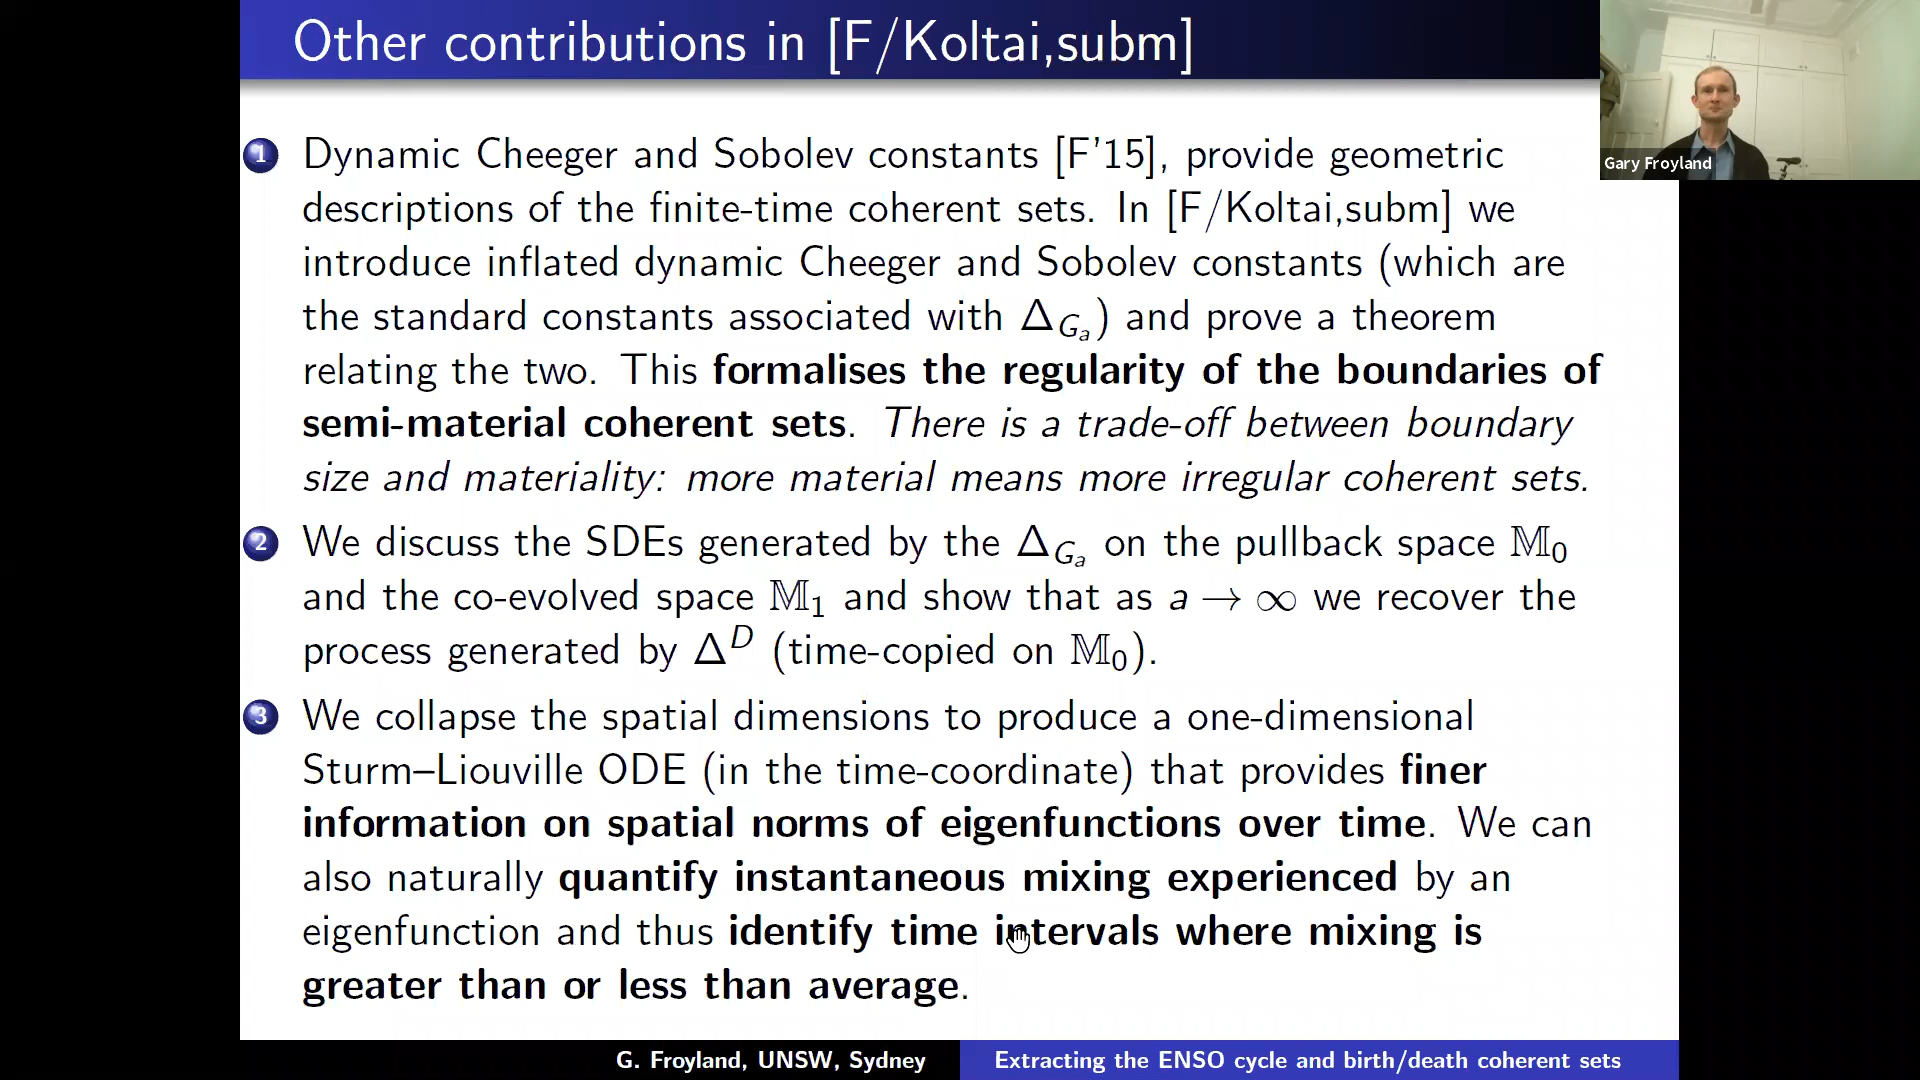 Other contributions in [F/Koltai,subm]
Gary Froyland
1 Dynamic Cheeger and Sobolev constants [F'15], provide geometric
descriptions of the finite-time coherent sets. In [F/Koltai,subm] we
introduce inflated dynamic Cheeger and Sobolev constants (which are
the standard constants associated with Δ_{G_a}) and prove a theorem
relating the two. This formalises the regularity of the boundaries of
semi-material coherent sets. There is a trade-off between boundary
size and materiality: more material means more irregular coherent sets.
2 We discuss the SDEs generated by the Δ_{G_a} on the pullback space 𝕄₀
and the co-evolved space 𝕄₁ and show that as a → ∞ we recover the
process generated by Δ^D (time-copied on 𝕄₀).
3 We collapse the spatial dimensions to produce a one-dimensional
Sturm–Liouville ODE (in the time-coordinate) that provides finer
information on spatial norms of eigenfunctions over time. We can
also naturally quantify instantaneous mixing experienced by an
eigenfunction and thus identify time intervals where mixing is
greater than or less than average.
G. Froyland, UNSW, Sydney
Extracting the ENSO cycle and birth/death coherent sets